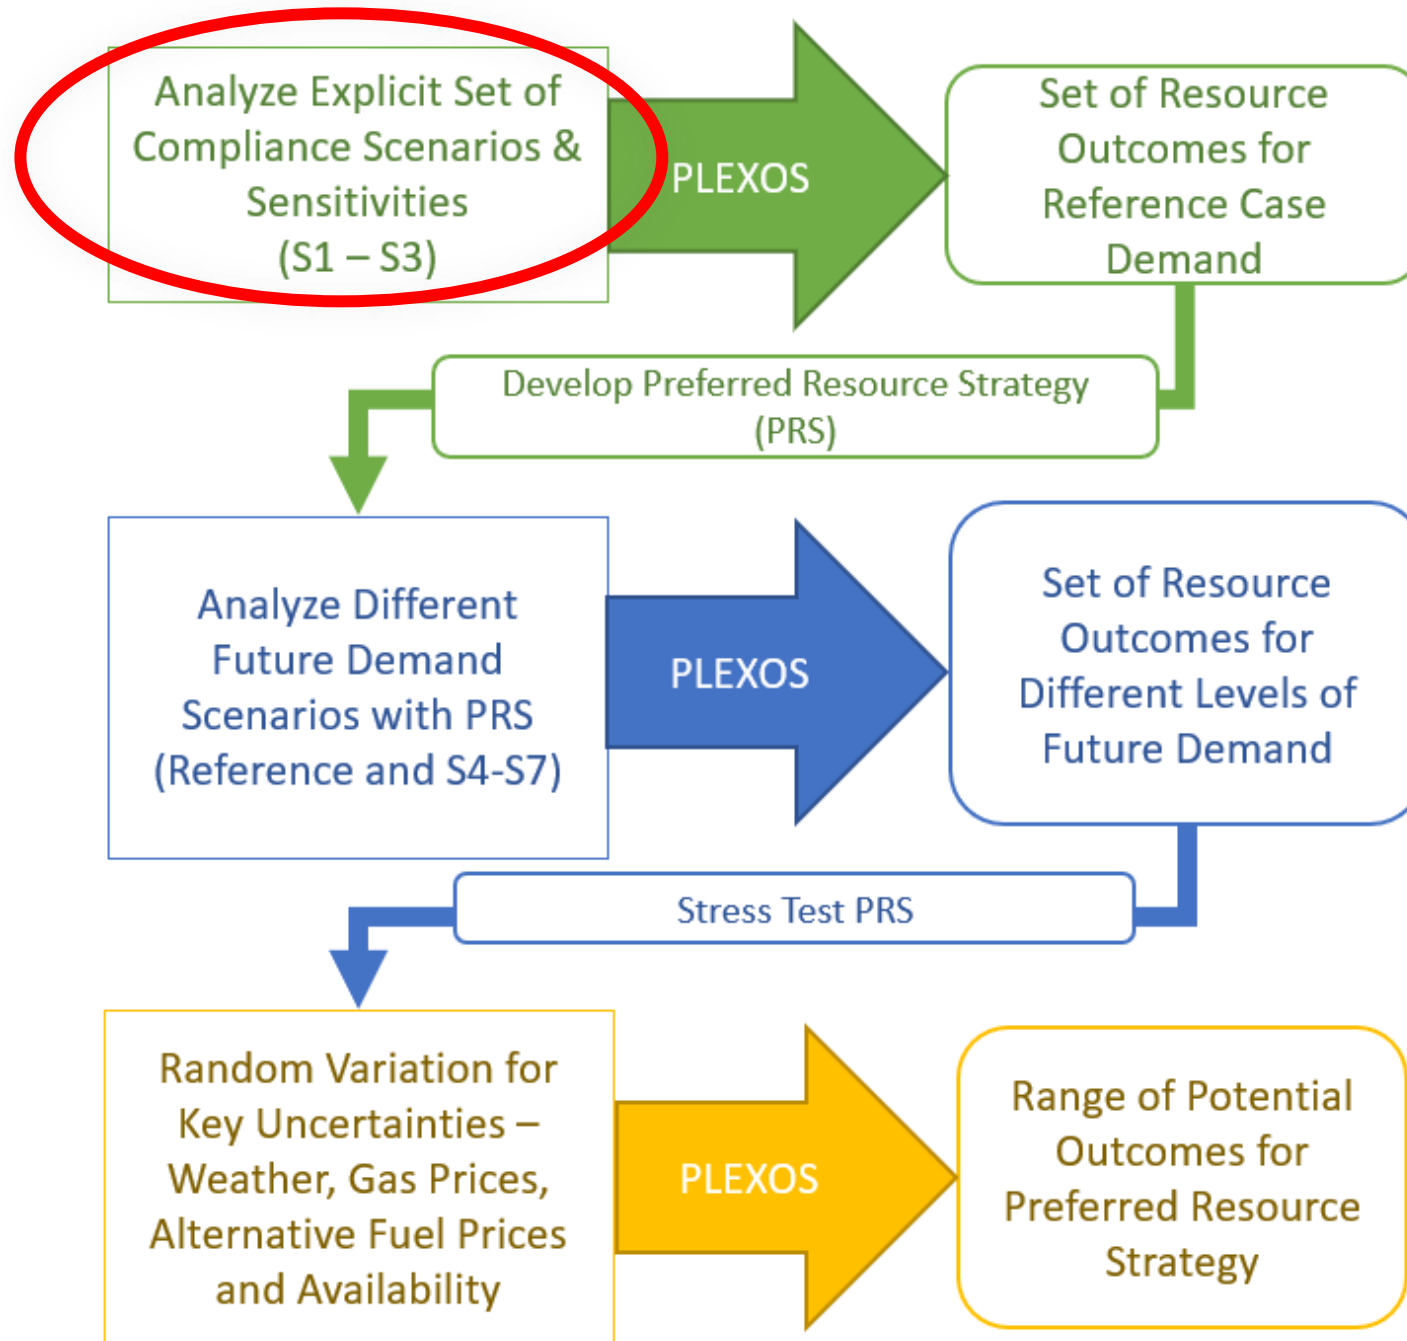 Analyze Explicit Set of
Compliance Scenarios &
Sensitivities
(S1 – S3)
PLEXOS
Set of Resource
Outcomes for
Reference Case
Demand
Develop Preferred Resource Strategy
(PRS)
Analyze Different
Future Demand
Scenarios with PRS
(Reference and S4-S7)
PLEXOS
Set of Resource
Outcomes for
Different Levels of
Future Demand
Stress Test PRS
Random Variation for
Key Uncertainties –
Weather, Gas Prices,
Alternative Fuel Prices
and Availability
PLEXOS
Range of Potential
Outcomes for
Preferred Resource
Strategy